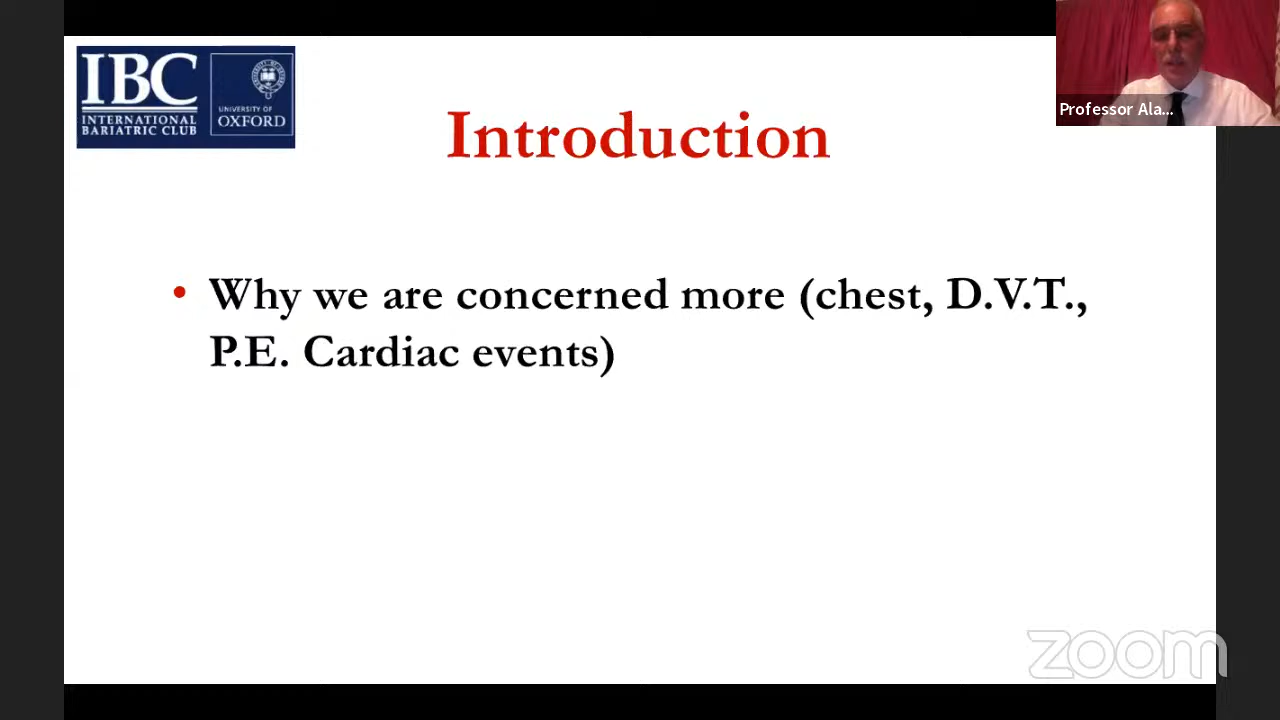 IBC
INTERNATIONAL
BARIATRIC CLUB
UNIVERSITY OF
OXFORD
Professor Ala...
Introduction
• Why we are concerned more (chest, D.V.T.,
P.E. Cardiac events)
zoom